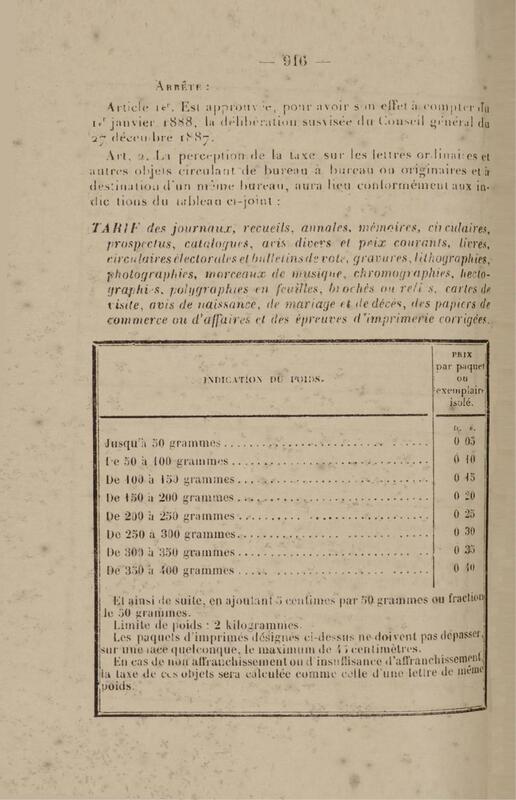 — 916 —
ARRÊTE :
Article 1er. Est approuvée, pour avoir son effet à compter du
1er janvier 1888, la délibération susvisée du Conseil général du
27 décembre 1887.
Art. 2. La perception de la taxe sur les lettres ordinaires et
autres objets circulant de bureau à bureau ou originaires et à
destination d'un même bureau, aura lieu conformément aux in-
dications du tableau ci-joint :
TARIF des journaux, recueils, annales, mémoires, circulaires,
prospectus, catalogues, avis divers et prix courants, livres,
circulaires électorales et bulletins de vote, gravures, lithographies,
photographies, morceaux de musique, chromographies, hecto-
graphies, polygraphies en feuilles, brochés ou reliés, cartes de
visite, avis de naissance, de mariage et de décès, des papiers de
commerce ou d'affaires et des épreuves d'imprimerie corrigées.
INDICATION DU POIDS.
PRIX
par paquet
ou
exemplaire
isolé.
fr. c.
Jusqu'à 50 grammes 0 05
De 50 à 100 grammes 0 10
De 100 à 150 grammes 0 15
De 150 à 200 grammes 0 20
De 200 à 250 grammes 0 25
De 250 à 300 grammes 0 30
De 300 à 350 grammes 0 35
De 350 à 400 grammes 0 40
Et ainsi de suite, en ajoutant 5 centimes par 50 grammes ou fraction
de 50 grammes.
Limite de poids : 2 kilogrammes.
Les paquets d'imprimés désignés ci-dessus ne doivent pas dépasser,
sur une face quelconque, le maximum de 45 centimètres.
En cas de non affranchissement ou d'insuffisance d'affranchissement,
la taxe de ces objets sera calculée comme celle d'une lettre de même
poids.